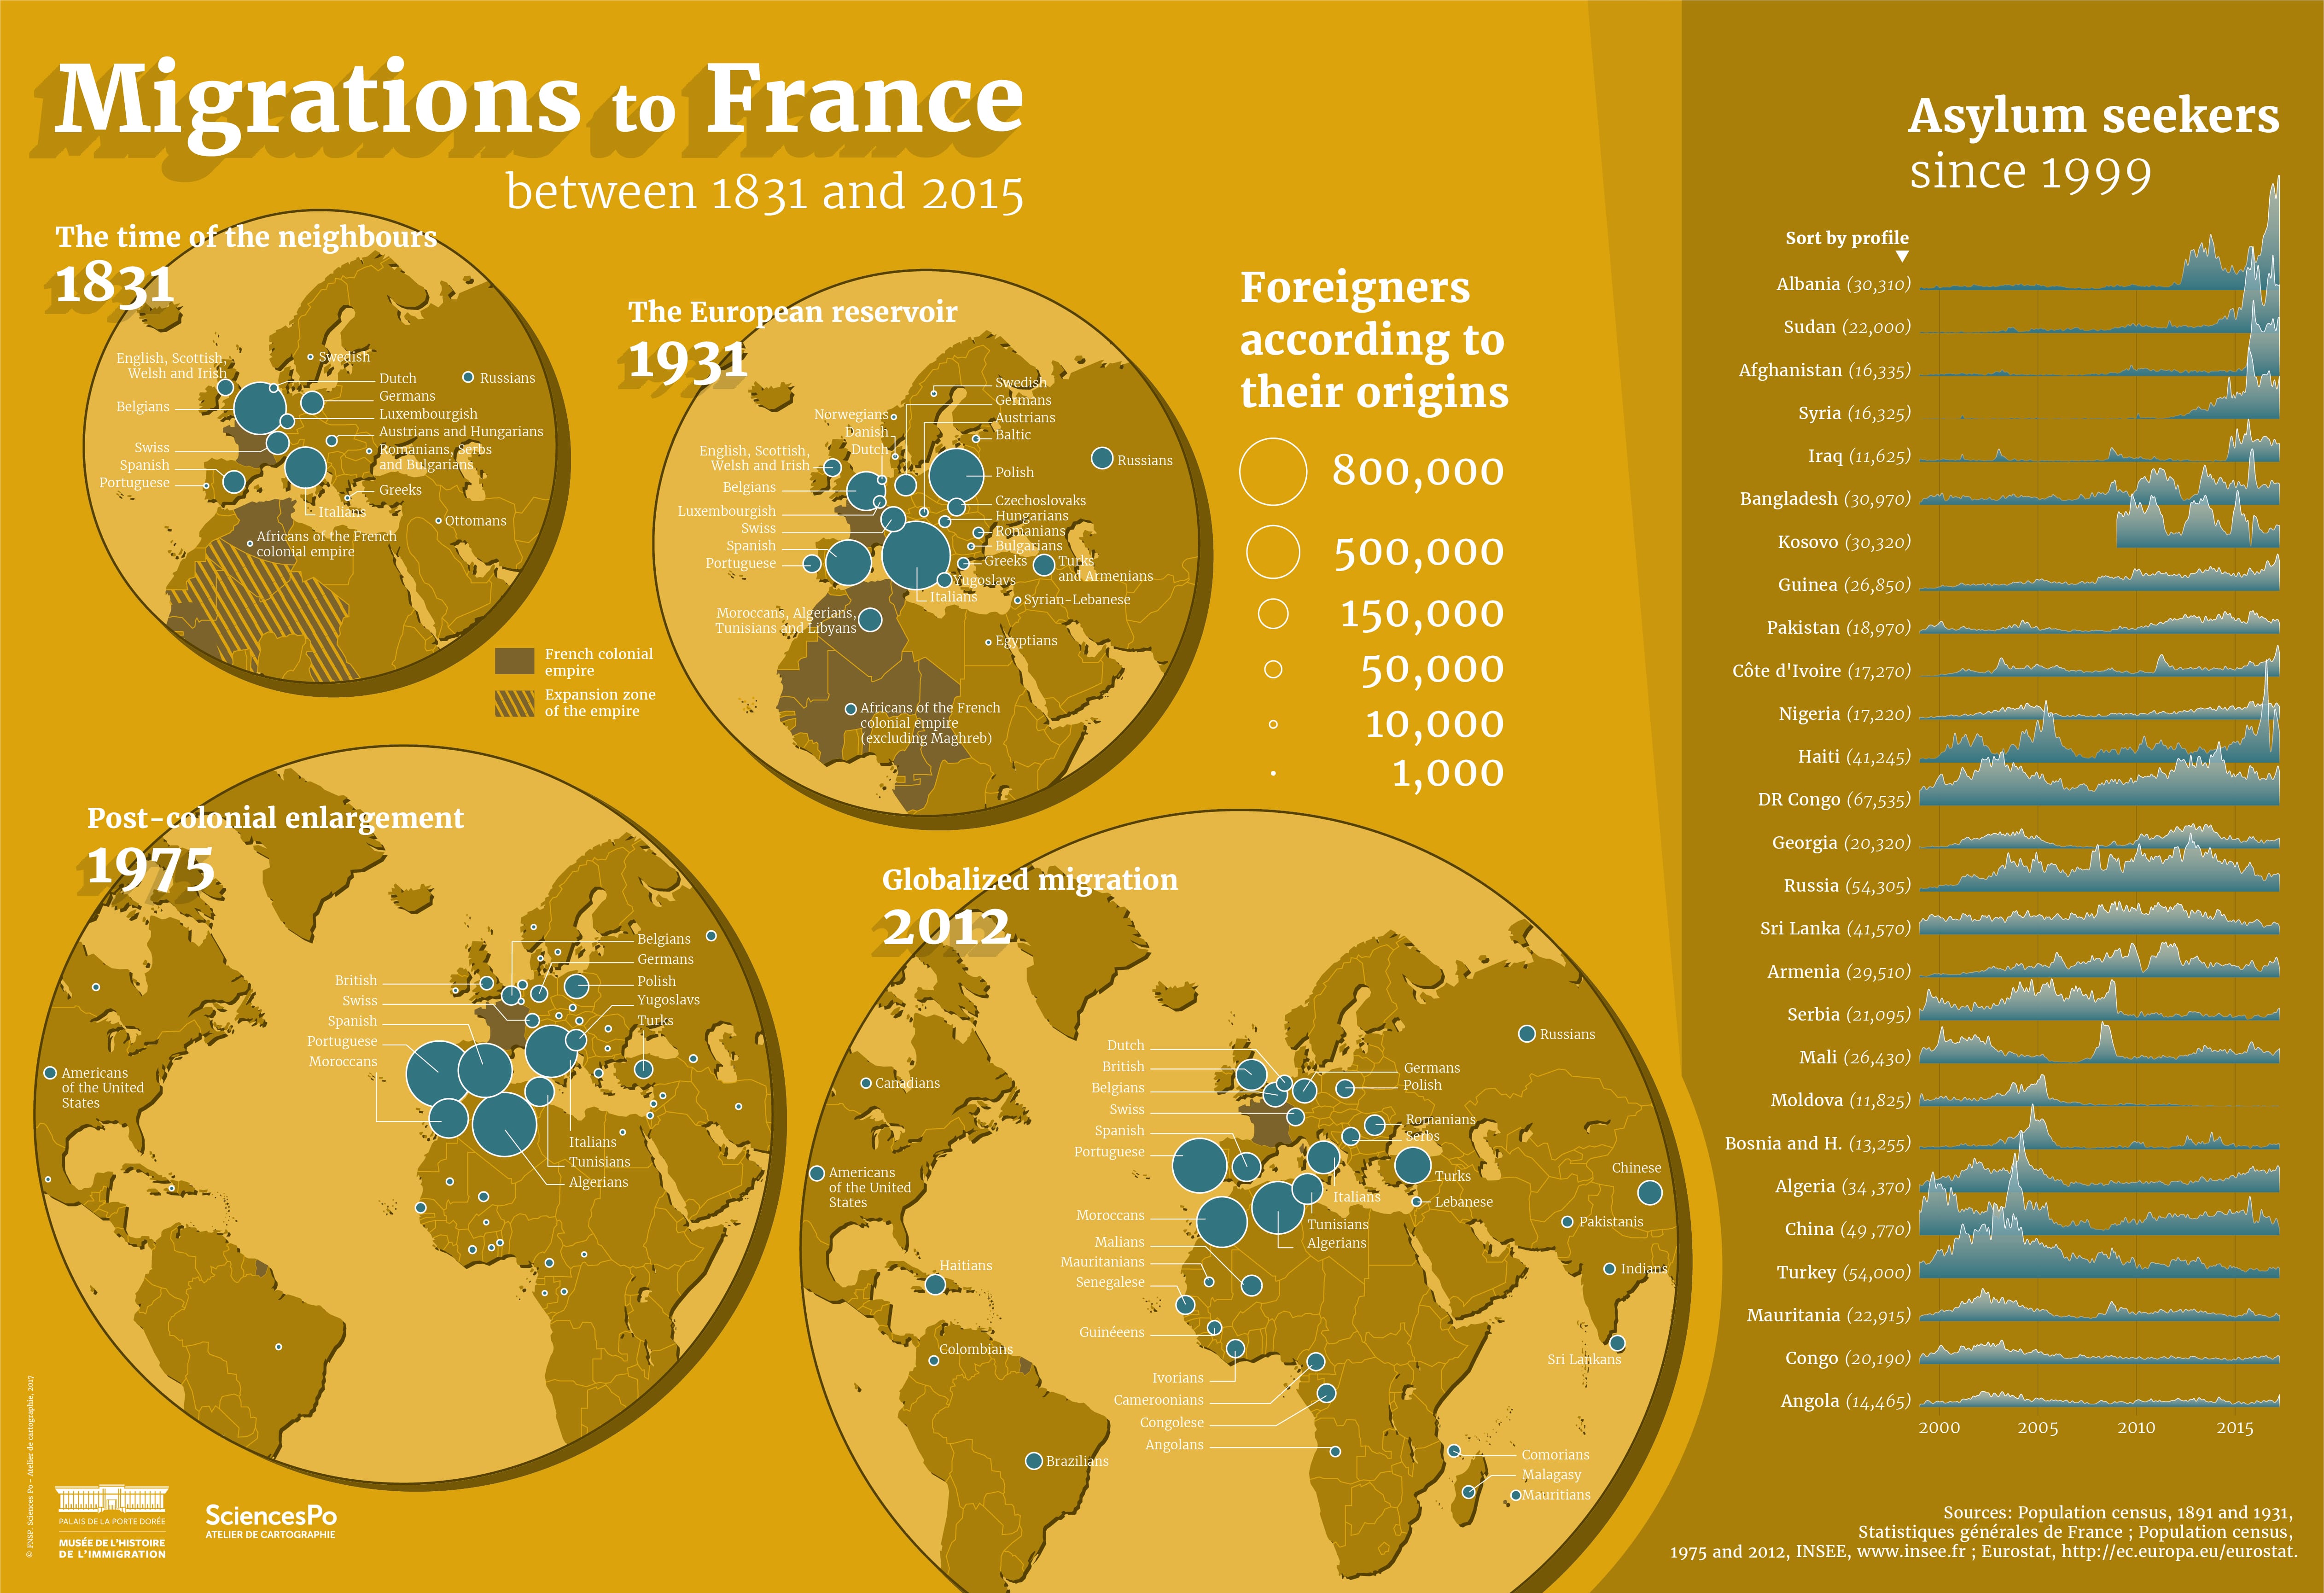 Migrations to France
between 1831 and 2015
The time of the neighbours
1831
English, Scottish,
Welsh and Irish
Belgians
Swiss
Spanish
Portuguese
Swedish
Russians
Dutch
Germans
Luxembourgish
Austrians and Hungarians
Romanians, Serbs
and Bulgarians
Greeks
Italians
Ottomans
Africans of the French
colonial empire
French colonial
empire
Expansion zone
of the empire
The European reservoir
1931
Norwegians
Danish
Dutch
English, Scottish,
Welsh and Irish
Belgians
Luxembourgish
Swiss
Spanish
Portuguese
Swedish
Germans
Austrians
Baltic
Russians
Polish
Czechoslovaks
Hungarians
Romanians
Bulgarians
Greeks
Turks
and Armenians
Yugoslavs
Italians
Syrian-Lebanese
Moroccans, Algerians,
Tunisians and Libyans
Egyptians
Africans of the French
colonial empire
(excluding Maghreb)
Foreigners
according to
their origins
800,000
500,000
150,000
50,000
10,000
1,000
Post-colonial enlargement
1975
British
Swiss
Spanish
Portuguese
Moroccans
Belgians
Germans
Polish
Yugoslavs
Turks
Americans
of the United
States
Italians
Tunisians
Algerians
Globalized migration
2012
Dutch
British
Belgians
Swiss
Spanish
Portuguese
Moroccans
Malians
Mauritanians
Senegalese
Guinéeens
Ivorians
Cameroonians
Congolese
Angolans
Canadians
Americans
of the United
States
Haitians
Colombians
Brazilians
Germans
Polish
Romanians
Serbs
Turks
Lebanese
Italians
Tunisians
Algerians
Russians
Chinese
Pakistanis
Indians
Sri Lankans
Comorians
Malagasy
Mauritians
Asylum seekers
since 1999
Sort by profile
Albania (30,310)
Sudan (22,000)
Afghanistan (16,335)
Syria (16,325)
Iraq (11,625)
Bangladesh (30,970)
Kosovo (30,320)
Guinea (26,850)
Pakistan (18,970)
Côte d'Ivoire (17,270)
Nigeria (17,220)
Haiti (41,245)
DR Congo (67,535)
Georgia (20,320)
Russia (54,305)
Sri Lanka (41,570)
Armenia (29,510)
Serbia (21,095)
Mali (26,430)
Moldova (11,825)
Bosnia and H. (13,255)
Algeria (34 ,370)
China (49 ,770)
Turkey (54,000)
Mauritania (22,915)
Congo (20,190)
Angola (14,465)
2000 2005 2010 2015
Sources: Population census, 1891 and 1931,
Statistiques générales de France ; Population census,
1975 and 2012, INSEE, www.insee.fr ; Eurostat, http://ec.europa.eu/eurostat.
© FNSP. Sciences Po - Atelier de cartographie, 2017
PALAIS DE LA PORTE DORÉE
MUSÉE DE L'HISTOIRE
DE L'IMMIGRATION
SciencesPo
ATELIER DE CARTOGRAPHIE